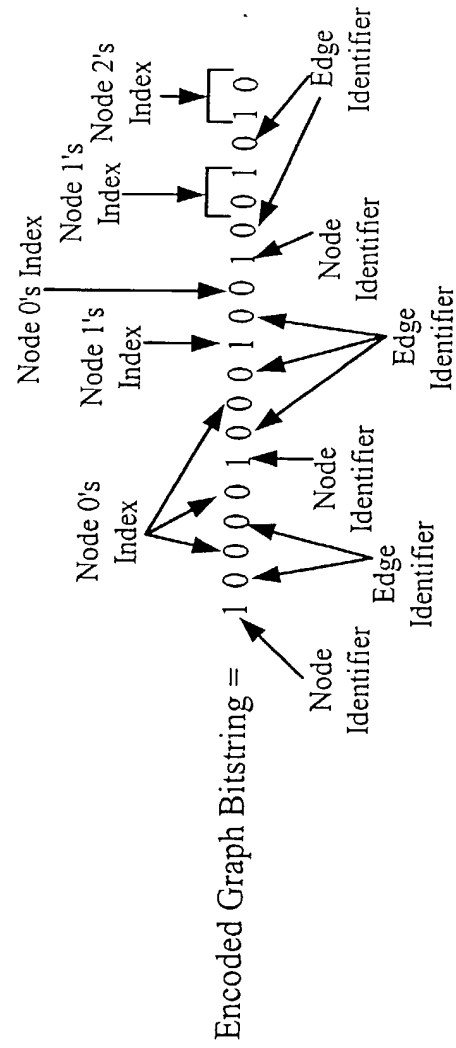 Node 0's Index
Node 0's
Index
Node 1's
Index
Node 1's
Index
Node 2's
Index
Encoded Graph Bitstring = 1 0 0 0 0 1 0 0 0 1 0 0 1 0 0 1 0 1 0
Node
Identifier
Edge
Identifier
Node
Identifier
Edge
Identifier
Node
Identifier
Edge
Identifier